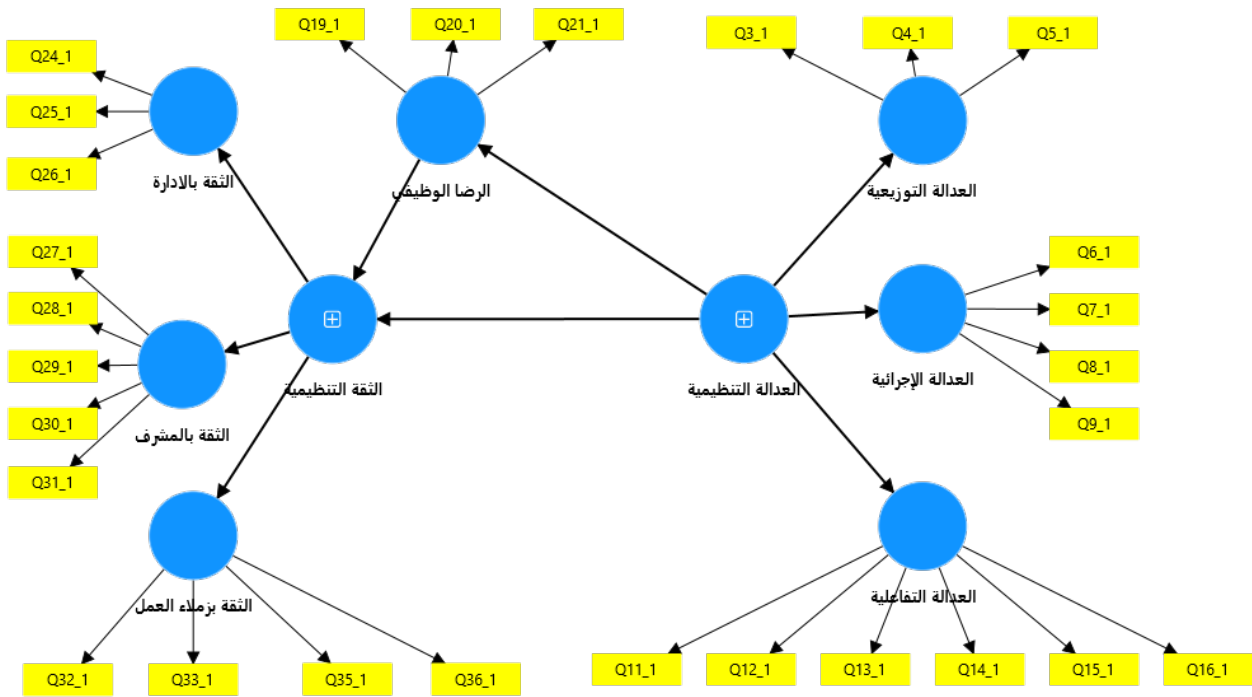 Q19_1
Q20_1
Q21_1
Q3_1
Q4_1
Q5_1
Q24_1
Q25_1
Q26_1
الثقة بالادارة
الرضا الوظيفي
العدالة التوزيعية
Q27_1
Q28_1
Q29_1
Q30_1
Q31_1
الثقة بالمشرف
الثقة التنظيمية
العدالة التنظيمية
العدالة الإجرائية
Q6_1
Q7_1
Q8_1
Q9_1
الثقة بزملاء العمل
العدالة التفاعلية
Q32_1
Q33_1
Q35_1
Q36_1
Q11_1
Q12_1
Q13_1
Q14_1
Q15_1
Q16_1